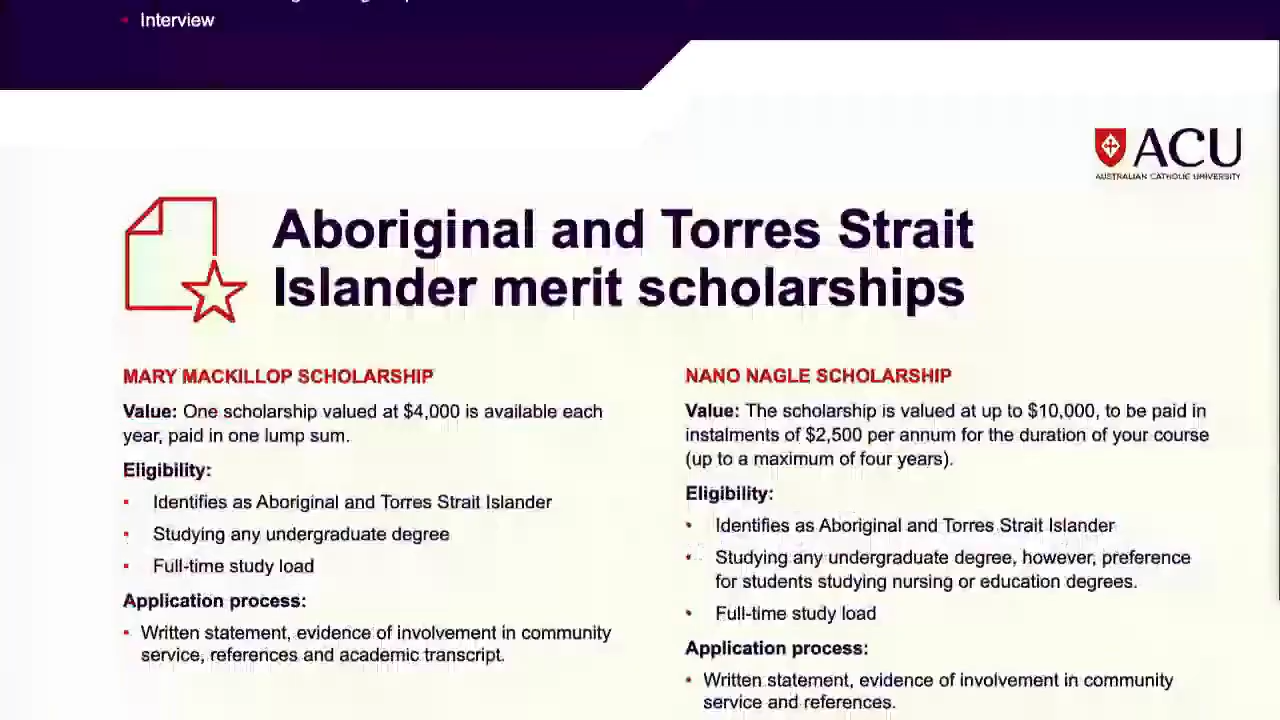 Interview
ACU
AUSTRALIAN CATHOLIC UNIVERSITY
Aboriginal and Torres Strait
Islander merit scholarships
MARY MACKILLOP SCHOLARSHIP
Value: One scholarship valued at $4,000 is available each
year, paid in one lump sum.
Eligibility:
• Identifies as Aboriginal and Torres Strait Islander
• Studying any undergraduate degree
• Full-time study load
Application process:
• Written statement, evidence of involvement in community
service, references and academic transcript.
NANO NAGLE SCHOLARSHIP
Value: The scholarship is valued at up to $10,000, to be paid in
instalments of $2,500 per annum for the duration of your course
(up to a maximum of four years).
Eligibility:
• Identifies as Aboriginal and Torres Strait Islander
• Studying any undergraduate degree, however, preference
for students studying nursing or education degrees.
• Full-time study load
Application process:
• Written statement, evidence of involvement in community
service and references.